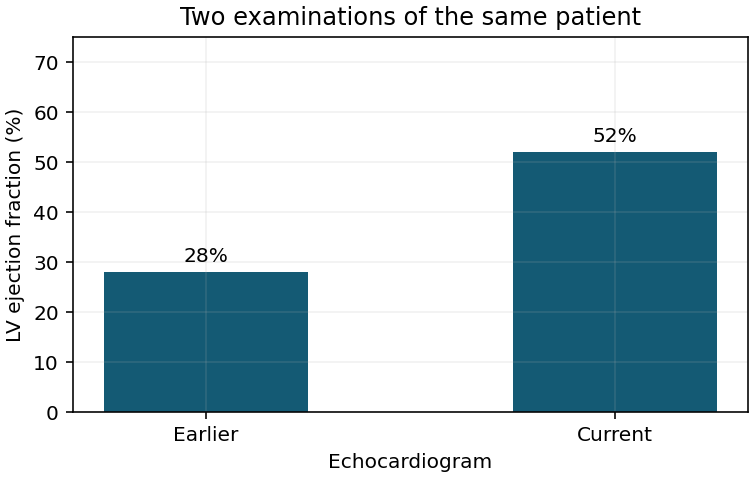 Two examinations of the same patient
LV ejection fraction (%)
70
60
50
40
30
20
10
0
28%
52%
Earlier
Current
Echocardiogram